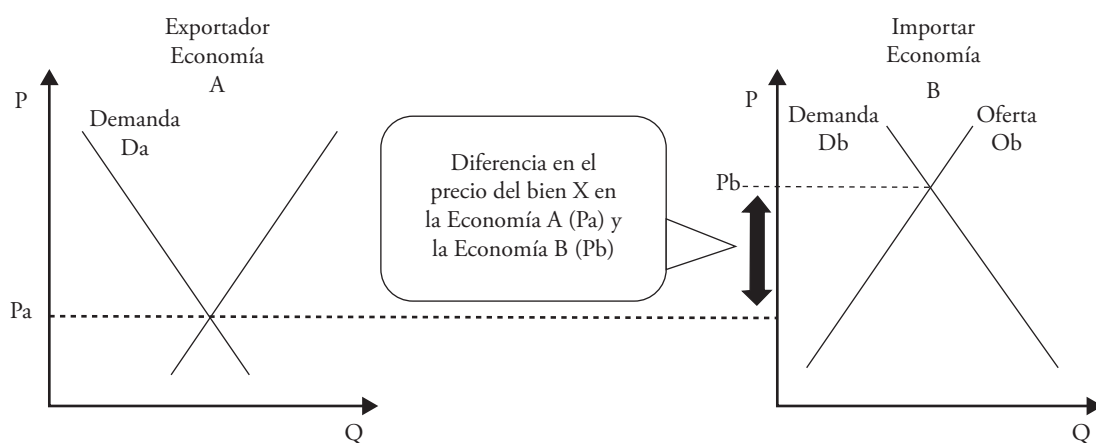 Exportador
Economía
A
P
Demanda
Da
Pa
Q
Diferencia en el
precio del bien X en
la Economía A (Pa) y
la Economía B (Pb)
Importar
Economía
B
P
Demanda
Db
Oferta
Ob
Pb
Q